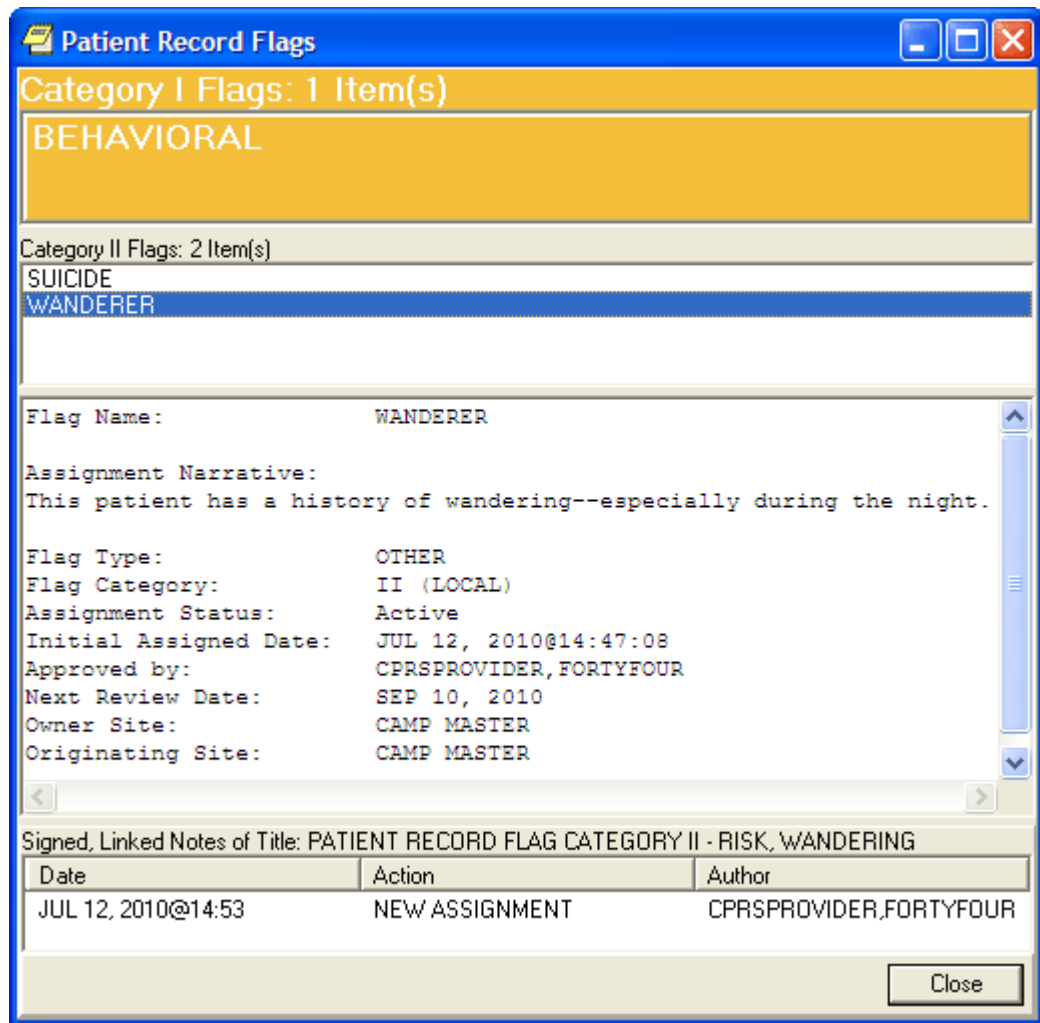 Patient Record Flags
Category I Flags: 1 Item(s)
BEHAVIORAL
Category II Flags: 2 Item(s)
SUICIDE
WANDERER
Flag Name: WANDERER
Assignment Narrative:
This patient has a history of wandering--especially during the night.
Flag Type: OTHER
Flag Category: II (LOCAL)
Assignment Status: Active
Initial Assigned Date: JUL 12, 2010@14:47:08
Approved by: CPRSPROVIDER,FORTYFOUR
Next Review Date: SEP 10, 2010
Owner Site: CAMP MASTER
Originating Site: CAMP MASTER
Signed, Linked Notes of Title: PATIENT RECORD FLAG CATEGORY II - RISK, WANDERING
Date Action Author
JUL 12, 2010@14:53 NEW ASSIGNMENT CPRSPROVIDER,FORTYFOUR
Close